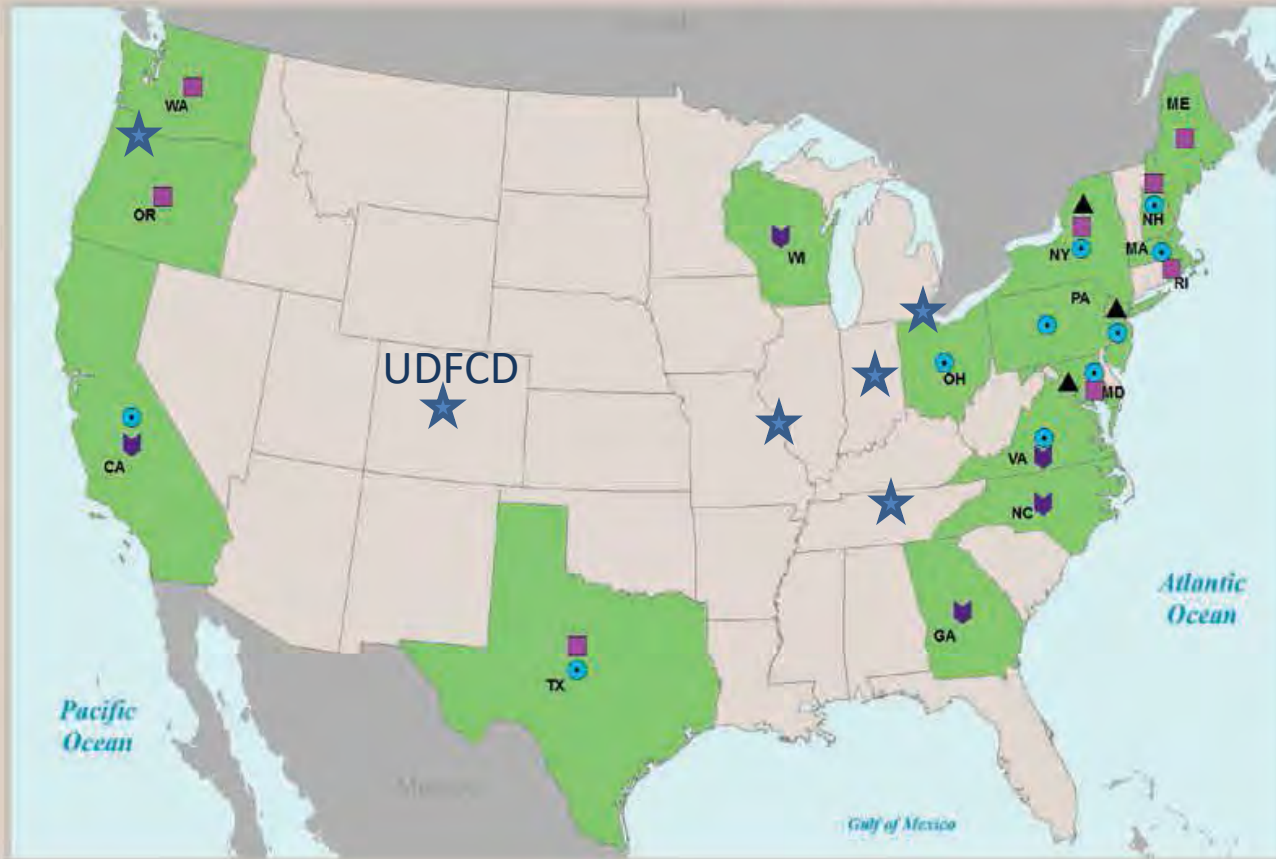 WA
ME
OR
NH
NY
MA
WI
RI
PA
UDFCD
OH
MD
CA
VA
NC
GA
TX
Atlantic
Ocean
Pacific
Ocean
Gulf of Mexico